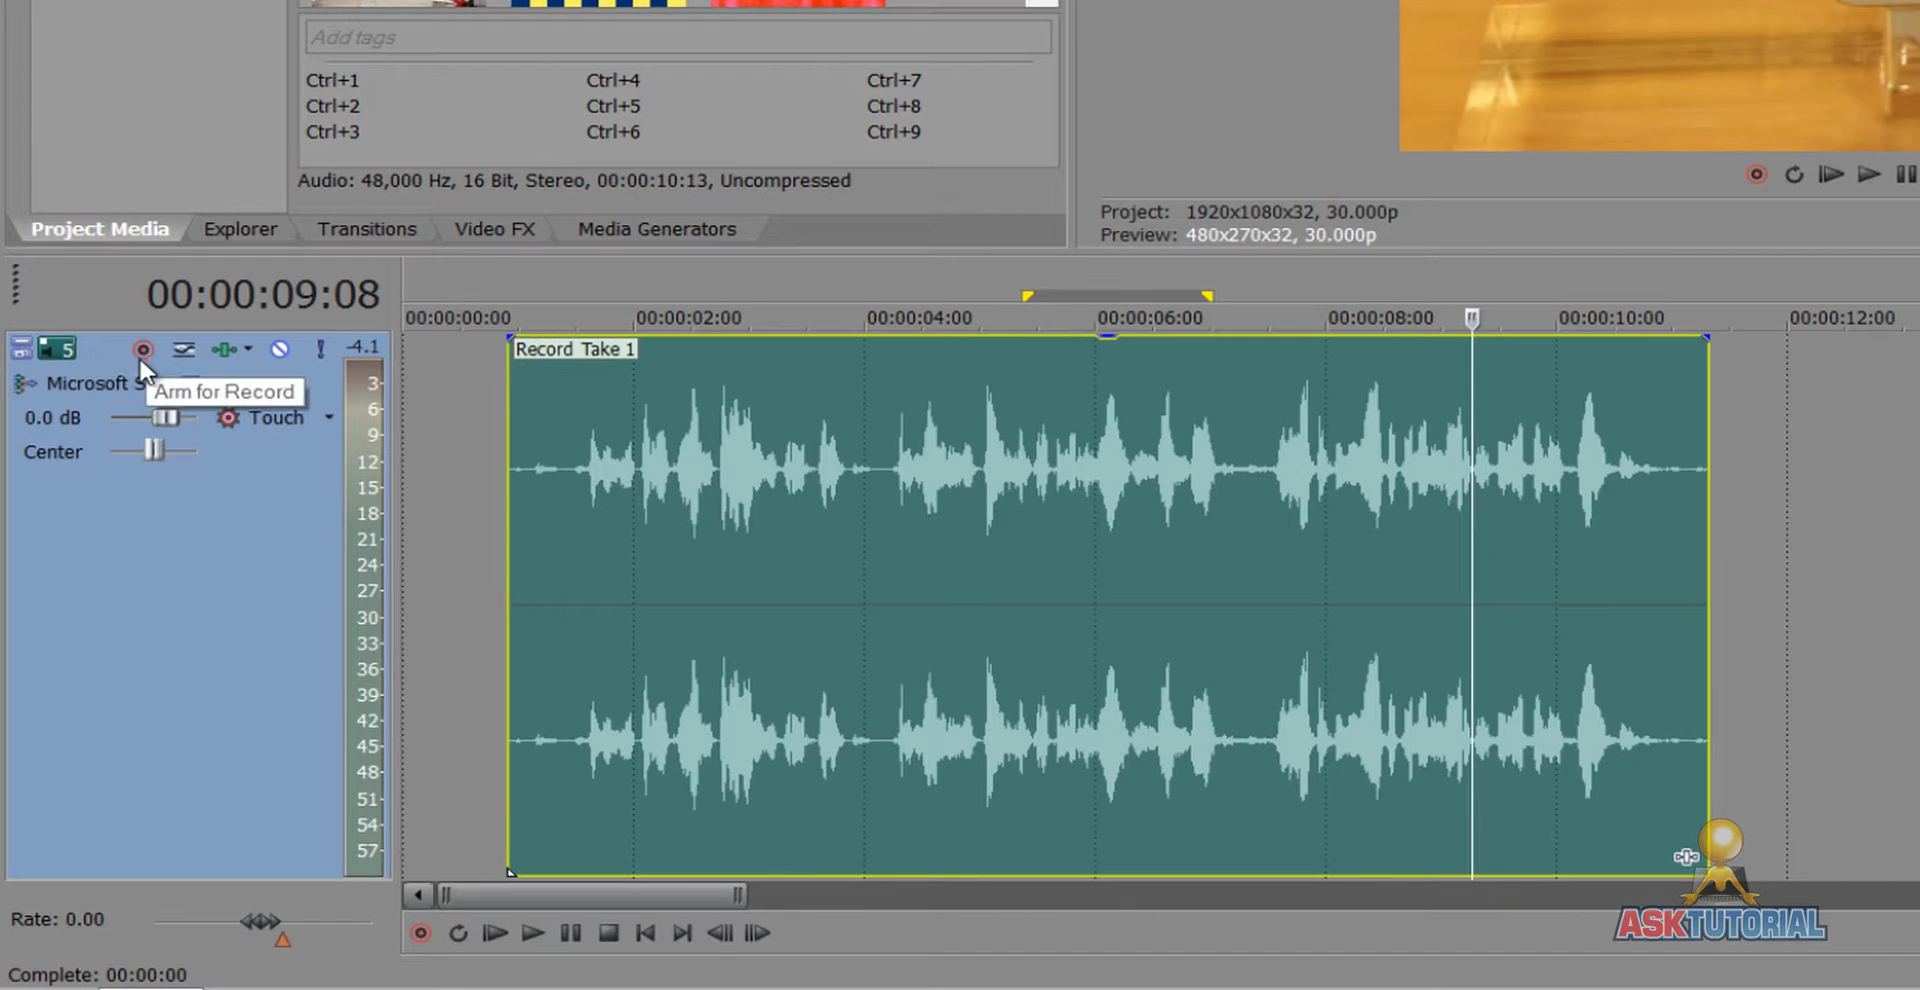 Add tags
Ctrl+1 Ctrl+4 Ctrl+7
Ctrl+2 Ctrl+5 Ctrl+8
Ctrl+3 Ctrl+6 Ctrl+9
Audio: 48,000 Hz, 16 Bit, Stereo, 00:00:10:13, Uncompressed
Project: 1920x1080x32, 30.000p
Preview: 480x270x32, 30.000p
Project Media Explorer Transitions Video FX Media Generators
00:00:09:08
00:00:00:00 00:00:02:00 00:00:04:00 00:00:06:00 00:00:08:00 00:00:10:00 00:00:12:00
5 -4.1
Record Take 1
Microsoft S
Arm for Record
0.0 dB Touch
Center
3
6
9
12
15
18
21
24
27
30
33
36
39
42
45
48
51
54
57
Rate: 0.00
ASKTUTORIAL
Complete: 00:00:00